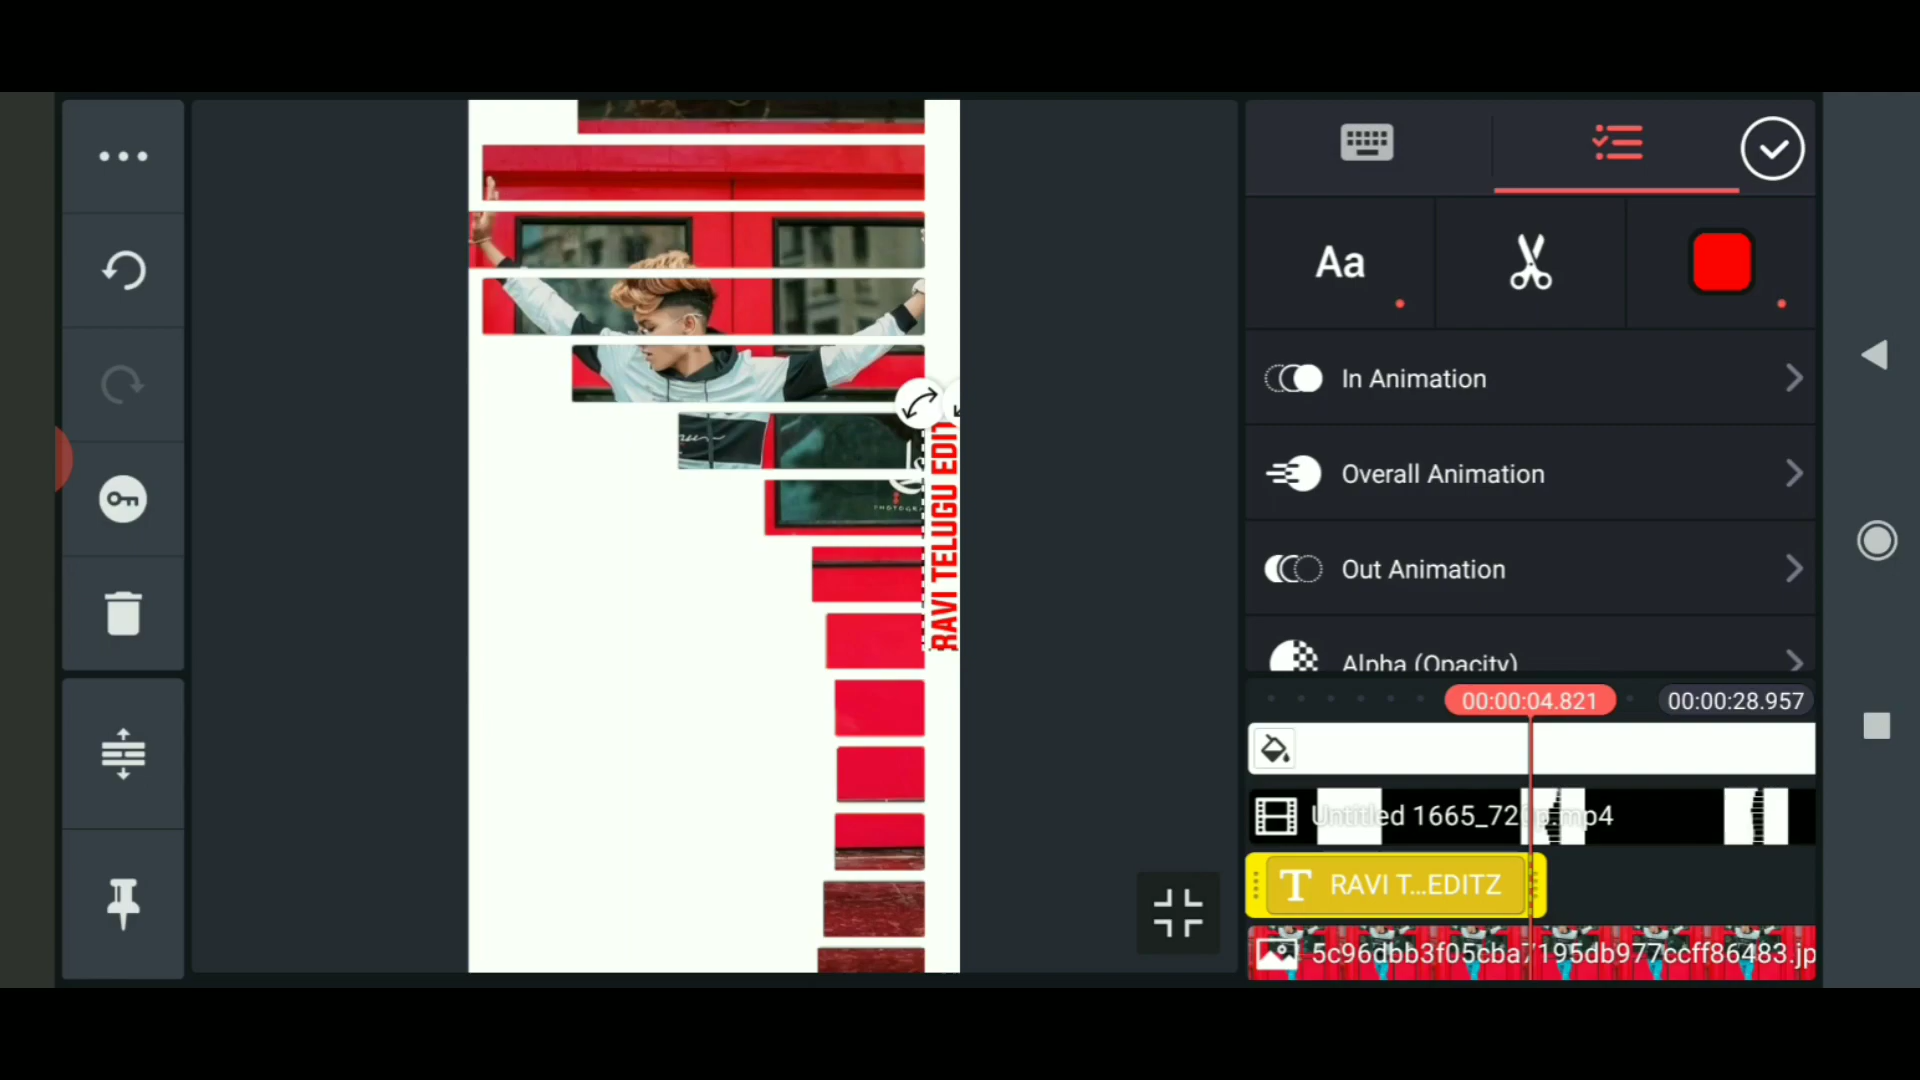 RAVI TELUGU EDIT
Aa
In Animation
Overall Animation
Out Animation
Alpha (Opacity)
00:00:04.821
00:00:28.957
Untitled 1665_720p.mp4
T RAVI T...EDITZ
5c96dbb3f05cba7195db977ccff86483.jp